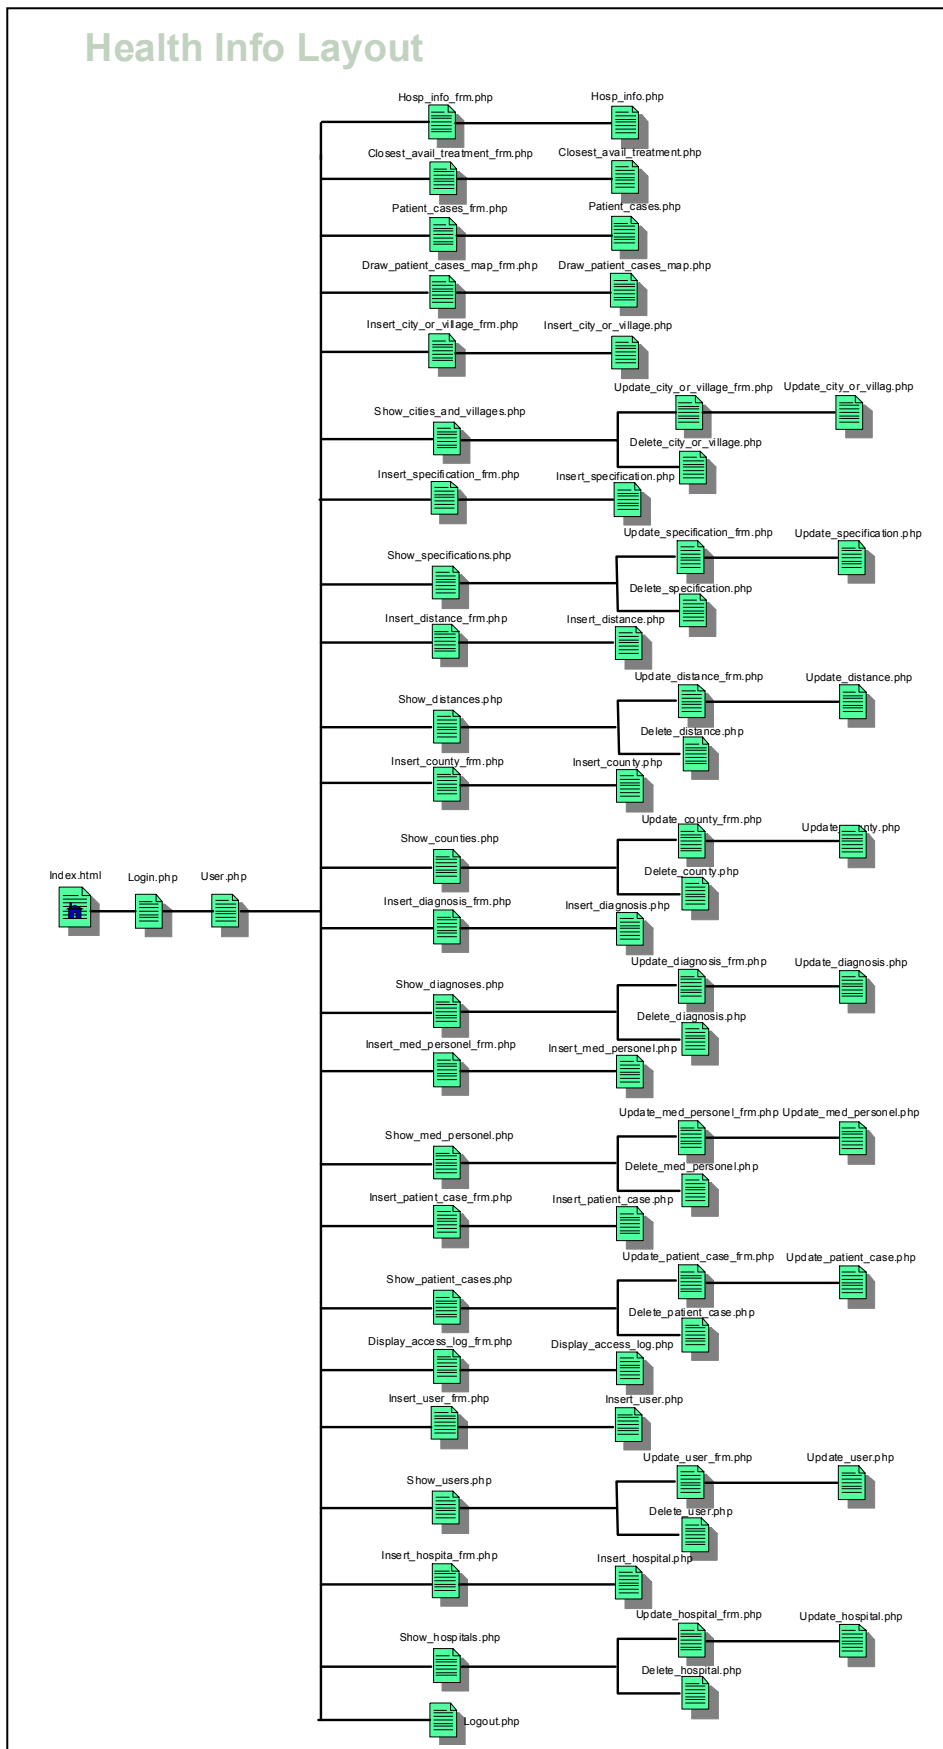 Health Info Layout
Hosp_info_frm.php Hosp_info.php
Closest_avail_treatment_frm.php Closest_avail_treatment.php
Patient_cases_frm.php Patient_cases.php
Draw_patient_cases_map_frm.php Draw_patient_cases_map.php
Insert_city_or_village_frm.php Insert_city_or_village.php
Update_city_or_village_frm.php Update_city_or_villag.php
Show_cities_and_villages.php
Delete_city_or_village.php
Insert_specification_frm.php Insert_specification.php
Update_specification_frm.php Update_specification.php
Show_specifications.php
Delete_specification.php
Insert_distance_frm.php Insert_distance.php
Update_distance_frm.php Update_distance.php
Show_distances.php
Delete_distance.php
Insert_county_frm.php Insert_county.php
Update_county_frm.php
Show_counties.php
Delete_county.php
Index.html Login.php User.php
Insert_diagnosis_frm.php Insert_diagnosis.php
Update_diagnosis_frm.php Update_diagnosis.php
Show_diagnoses.php
Delete_diagnosis.php
Insert_med_personel_frm.php Insert_med_personel.php
Update_med_personel_frm.php Update_med_personel.php
Show_med_personel.php
Delete_med_personel.php
Insert_patient_case_frm.php Insert_patient_case.php
Update_patient_case_frm.php Update_patient_case.php
Show_patient_cases.php
Delete_patient_case.php
Display_access_log_frm.php Display_access_log.php
Insert_user_frm.php Insert_user.php
Update_user_frm.php Update_user.php
Show_users.php
Delete_user.php
Insert_hospita_frm.php Insert_hospital.php
Update_hospital_frm.php Update_hospital.php
Show_hospitals.php
Delete_hospital.php
Logout.php